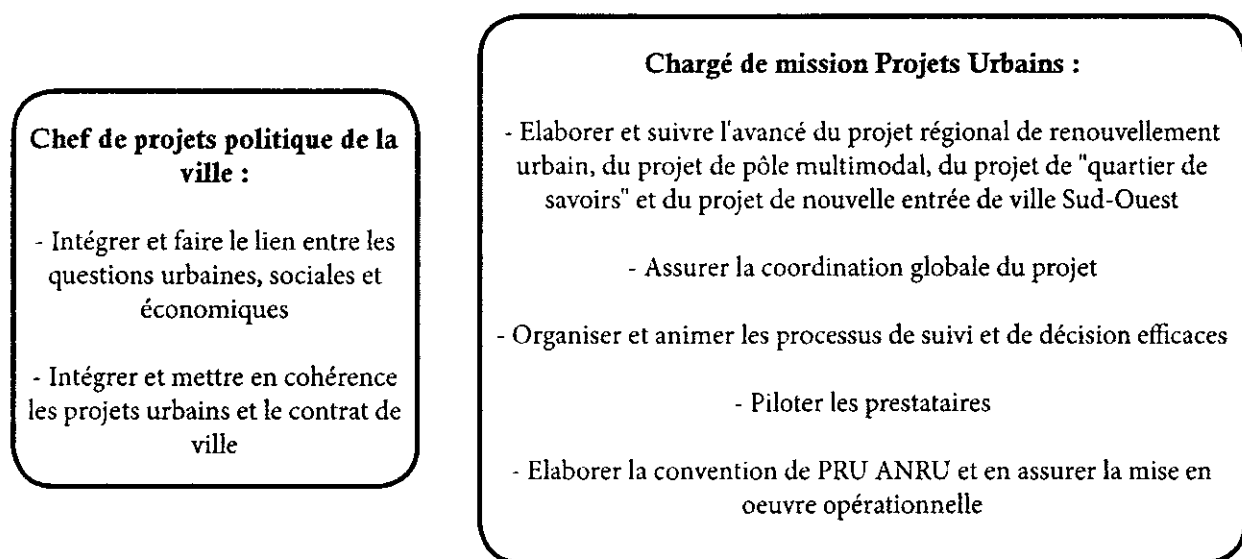 Chef de projets politique de la
ville :
- Intégrer et faire le lien entre les
questions urbaines, sociales et
économiques
- Intégrer et mettre en cohérence
les projets urbains et le contrat de
ville
Chargé de mission Projets Urbains :
- Elaborer et suivre l'avancé du projet régional de renouvellement
urbain, du projet de pôle multimodal, du projet de "quartier de
savoirs" et du projet de nouvelle entrée de ville Sud-Ouest
- Assurer la coordination globale du projet
- Organiser et animer les processus de suivi et de décision efficaces
- Piloter les prestataires
- Elaborer la convention de PRU ANRU et en assurer la mise en
oeuvre opérationnelle